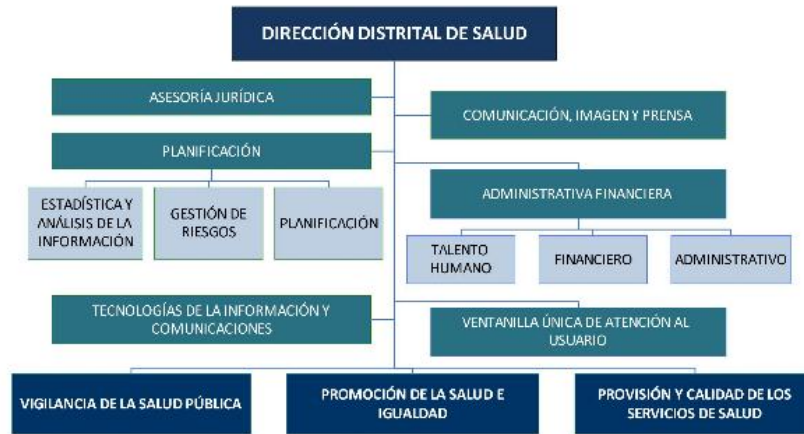 DIRECCIÓN DISTRITAL DE SALUD
ASESORÍA JURÍDICA
COMUNICACIÓN, IMAGEN Y PRENSA
PLANIFICACIÓN
ADMINISTRATIVA FINANCIERA
ESTADÍSTICA Y
ANÁLISIS DE LA
INFORMACIÓN
GESTIÓN DE
RIESGOS
PLANIFICACIÓN
TALENTO
HUMANO
FINANCIERO
ADMINISTRATIVO
TECNOLOGÍAS DE LA INFORMACIÓN Y
COMUNICACIONES
VENTANILLA ÚNICA DE ATENCIÓN AL
USUARIO
VIGILANCIA DE LA SALUD PÚBLICA
PROMOCIÓN DE LA SALUD E
IGUALDAD
PROVISIÓN Y CALIDAD DE LOS
SERVICIOS DE SALUD